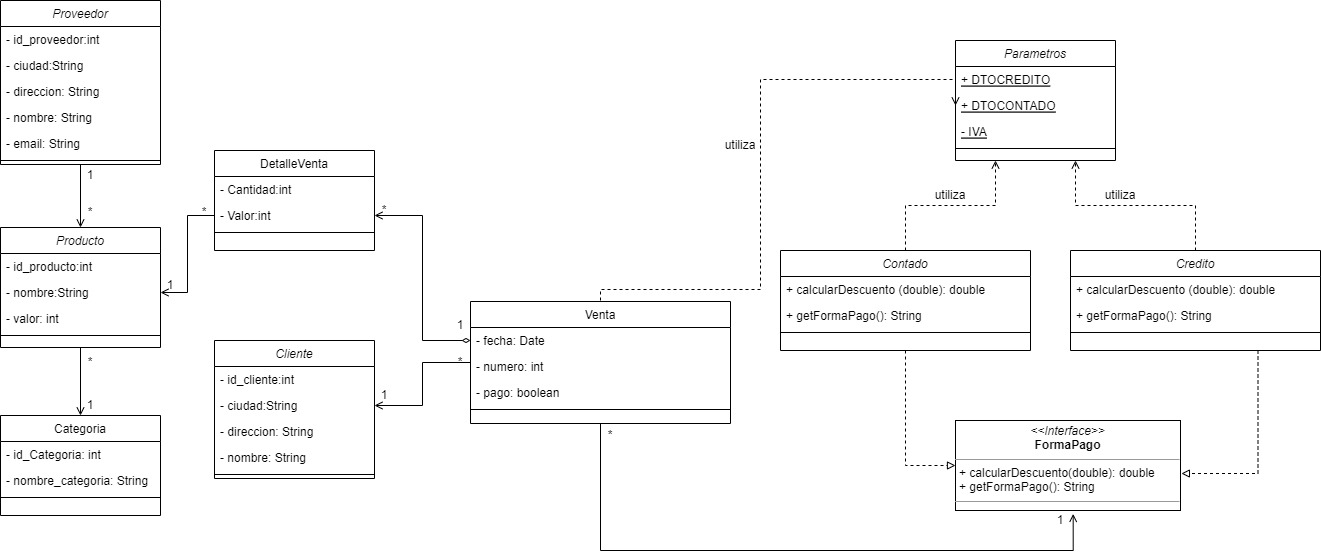 Proveedor
- id_proveedor:int
- ciudad:String
- direccion: String
- nombre: String
- email: String
1
*
Producto
- id_producto:int
- nombre:String
- valor: int
*
1
Categoria
- id_Categoria: int
- nombre_categoria: String
DetalleVenta
- Cantidad:int
- Valor:int
*
1
*
1
Cliente
- id_cliente:int
- ciudad:String
- direccion: String
- nombre: String
*
1
Venta
- fecha: Date
- numero: int
- pago: boolean
*
1
utiliza
Parametros
+ DTOCREDITO
+ DTOCONTADO
- IVA
utiliza
utiliza
Contado
+ calcularDescuento (double): double
+ getFormaPago(): String
Credito
+ calcularDescuento (double): double
+ getFormaPago(): String
<<Interface>>
FormaPago
+ calcularDescuento(double): double
+ getFormaPago(): String